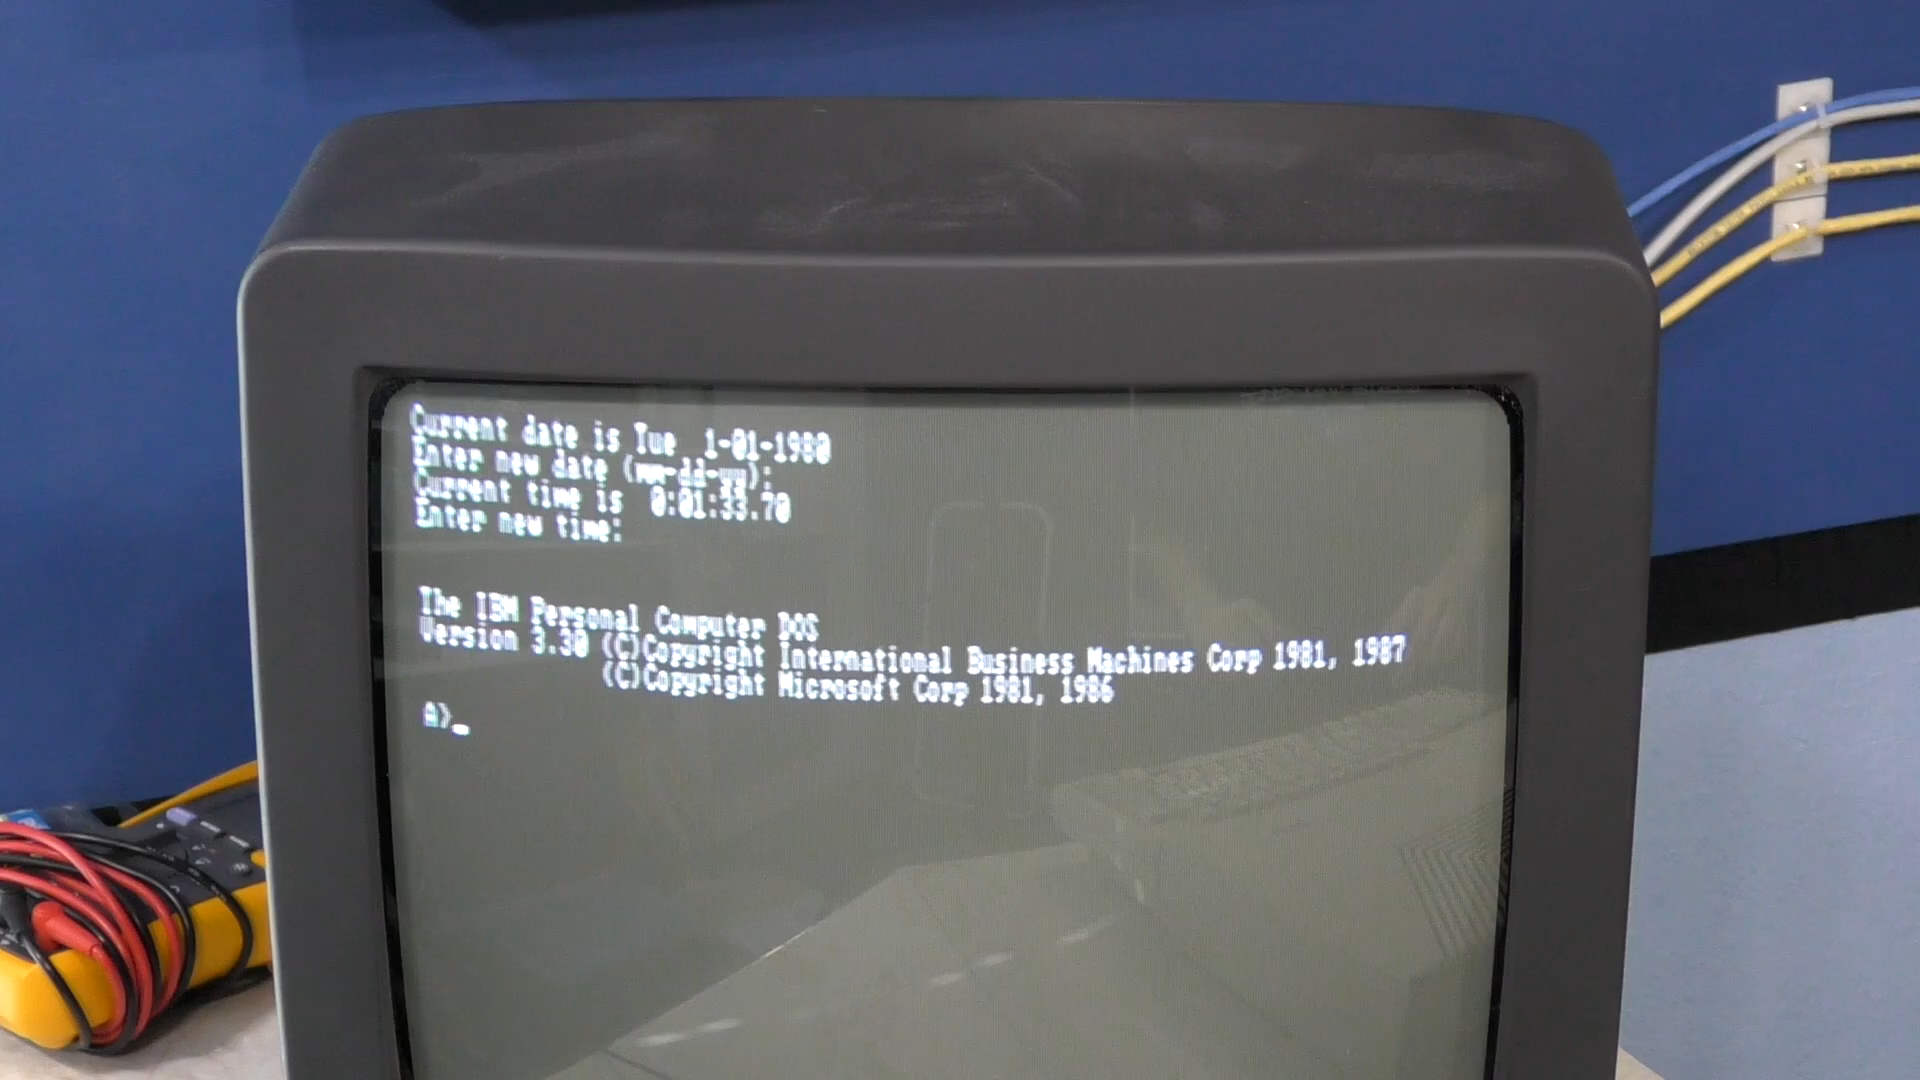 Current date is Tue  1-01-1980
Enter new date (mm-dd-yy):
Current time is  0:01:33.70
Enter new time:
The IBM Personal Computer DOS
Version 3.30 (C)Copyright International Business Machines Corp 1981, 1987
(C)Copyright Microsoft Corp 1981, 1986
A>_